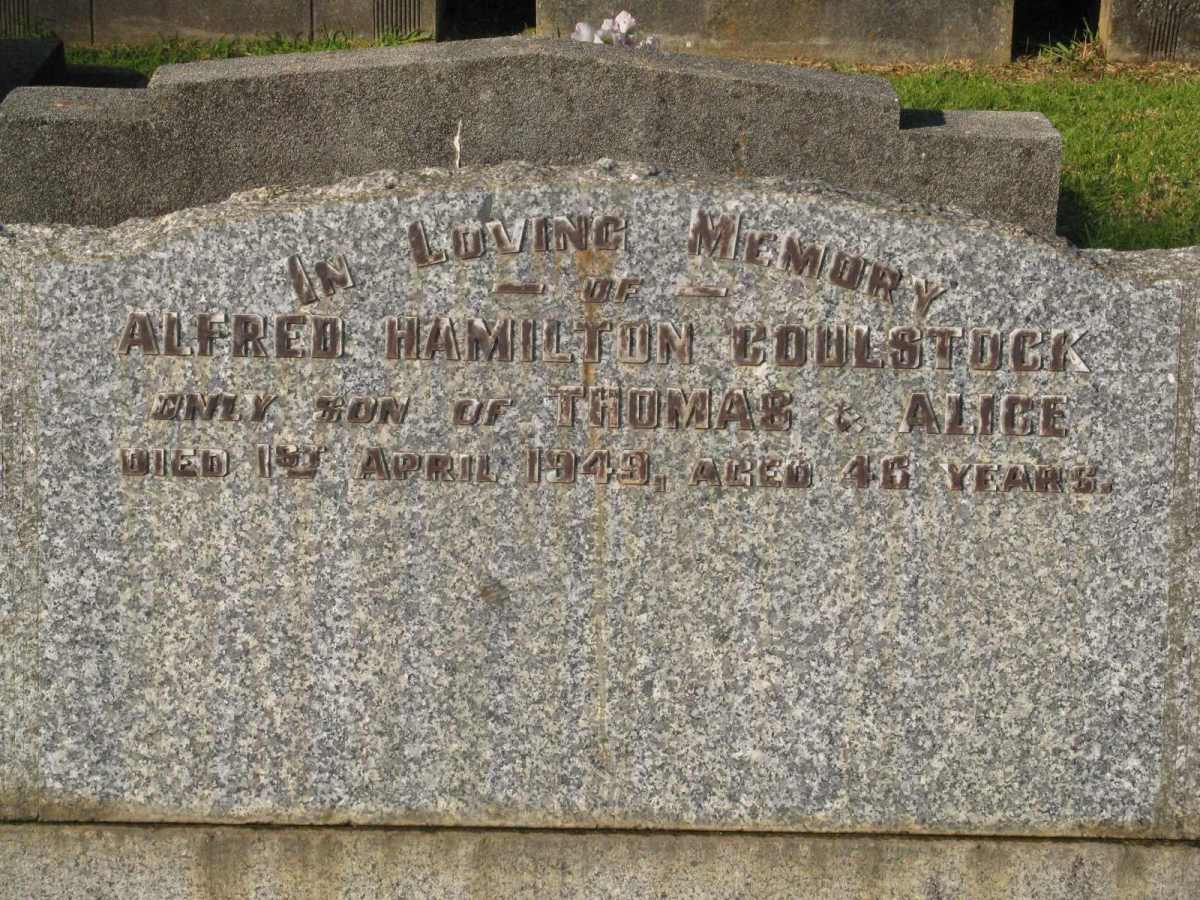 In Loving Memory
— of —
ALFRED HAMILTON COULSTOCK
ONLY SON OF THOMAS & ALICE
DIED 1ST APRIL 1949, AGED 46 YEARS.